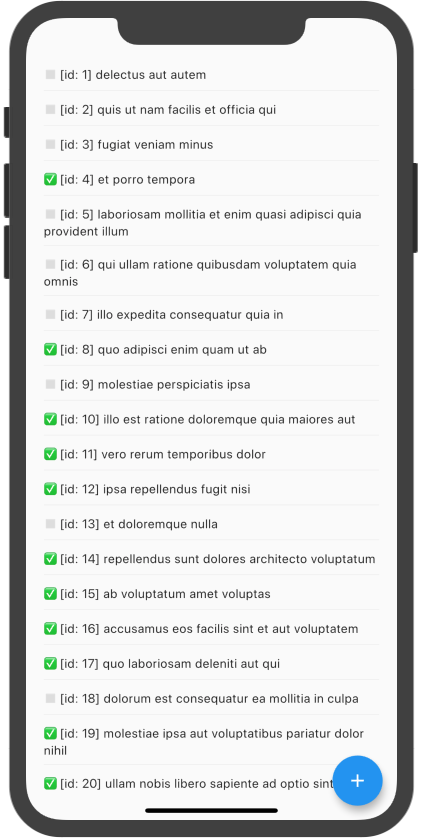 [id: 1] delectus aut autem
[id: 2] quis ut nam facilis et officia qui
[id: 3] fugiat veniam minus
[id: 4] et porro tempora
[id: 5] laboriosam mollitia et enim quasi adipisci quia
provident illum
[id: 6] qui ullam ratione quibusdam voluptatem quia
omnis
[id: 7] illo expedita consequatur quia in
[id: 8] quo adipisci enim quam ut ab
[id: 9] molestiae perspiciatis ipsa
[id: 10] illo est ratione doloremque quia maiores aut
[id: 11] vero rerum temporibus dolor
[id: 12] ipsa repellendus fugit nisi
[id: 13] et doloremque nulla
[id: 14] repellendus sunt dolores architecto voluptatum
[id: 15] ab voluptatum amet voluptas
[id: 16] accusamus eos facilis sint et aut voluptatem
[id: 17] quo laboriosam deleniti aut qui
[id: 18] dolorum est consequatur ea mollitia in culpa
[id: 19] molestiae ipsa aut voluptatibus pariatur dolor
nihil
[id: 20] ullam nobis libero sapiente ad optio sint